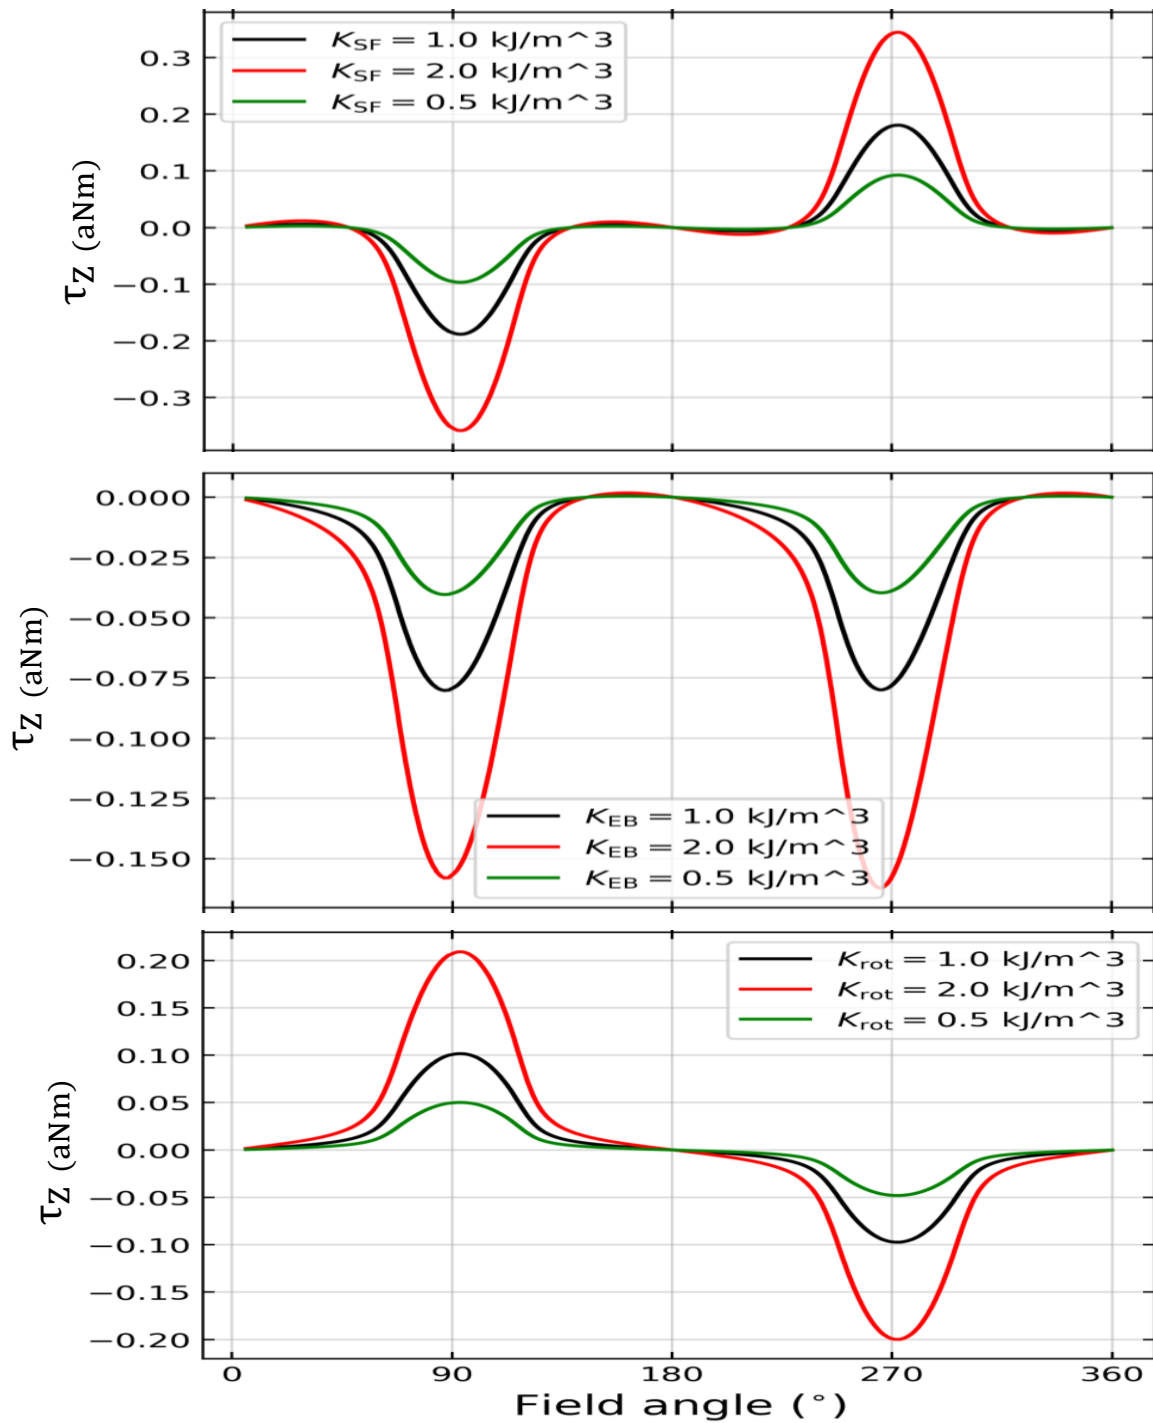 K_SF = 1.0 kJ/m^3
K_SF = 2.0 kJ/m^3
K_SF = 0.5 kJ/m^3
0.3
0.2
0.1
0.0
−0.1
−0.2
−0.3
τ_Z (aNm)
0.000
−0.025
−0.050
−0.075
−0.100
−0.125
−0.150
τ_Z (aNm)
K_EB = 1.0 kJ/m^3
K_EB = 2.0 kJ/m^3
K_EB = 0.5 kJ/m^3
K_rot = 1.0 kJ/m^3
K_rot = 2.0 kJ/m^3
K_rot = 0.5 kJ/m^3
0.20
0.15
0.10
0.05
0.00
−0.05
−0.10
−0.15
−0.20
τ_Z (aNm)
0 90 180 270 360
Field angle (°)